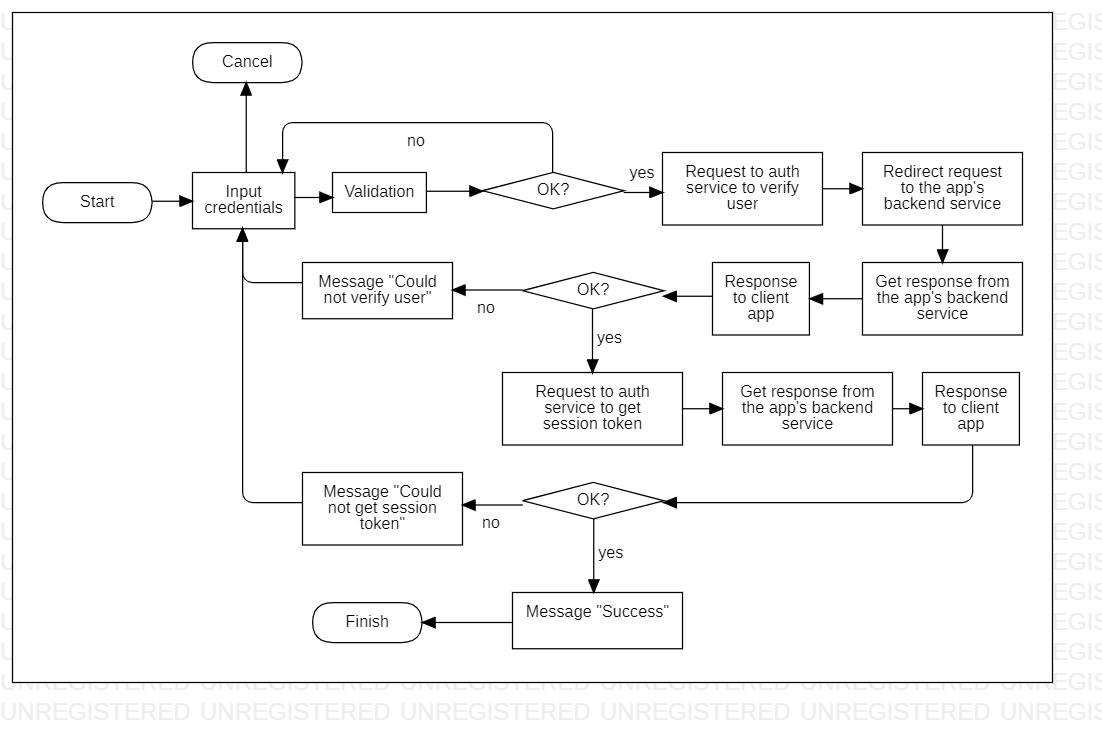 Cancel
no
Start
Input
credentials
Validation
OK?
yes
Request to auth
service to verify
user
Redirect request
to the app's
backend service
Message "Could
not verify user"
no
OK?
Response
to client
app
Get response from
the app's backend
service
yes
Request to auth
service to get
session token
Get response from
the app's backend
service
Response
to client
app
Message "Could
not get session
token"
no
OK?
yes
Finish
Message "Success"
UNREGISTERED UNREGISTERED UNREGISTERED UNREGISTERED UNREGISTERED
UNREGISTERED UNREGISTERED UNREGISTERED UNREGISTERED UNREGISTERED